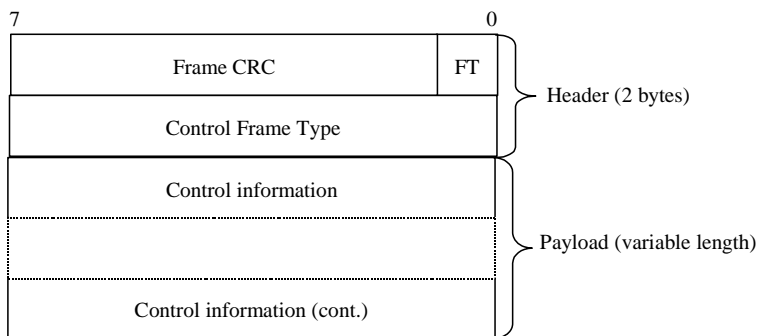 7 0
Frame CRC FT
Header (2 bytes)
Control Frame Type
Control information
Payload (variable length)
Control information (cont.)